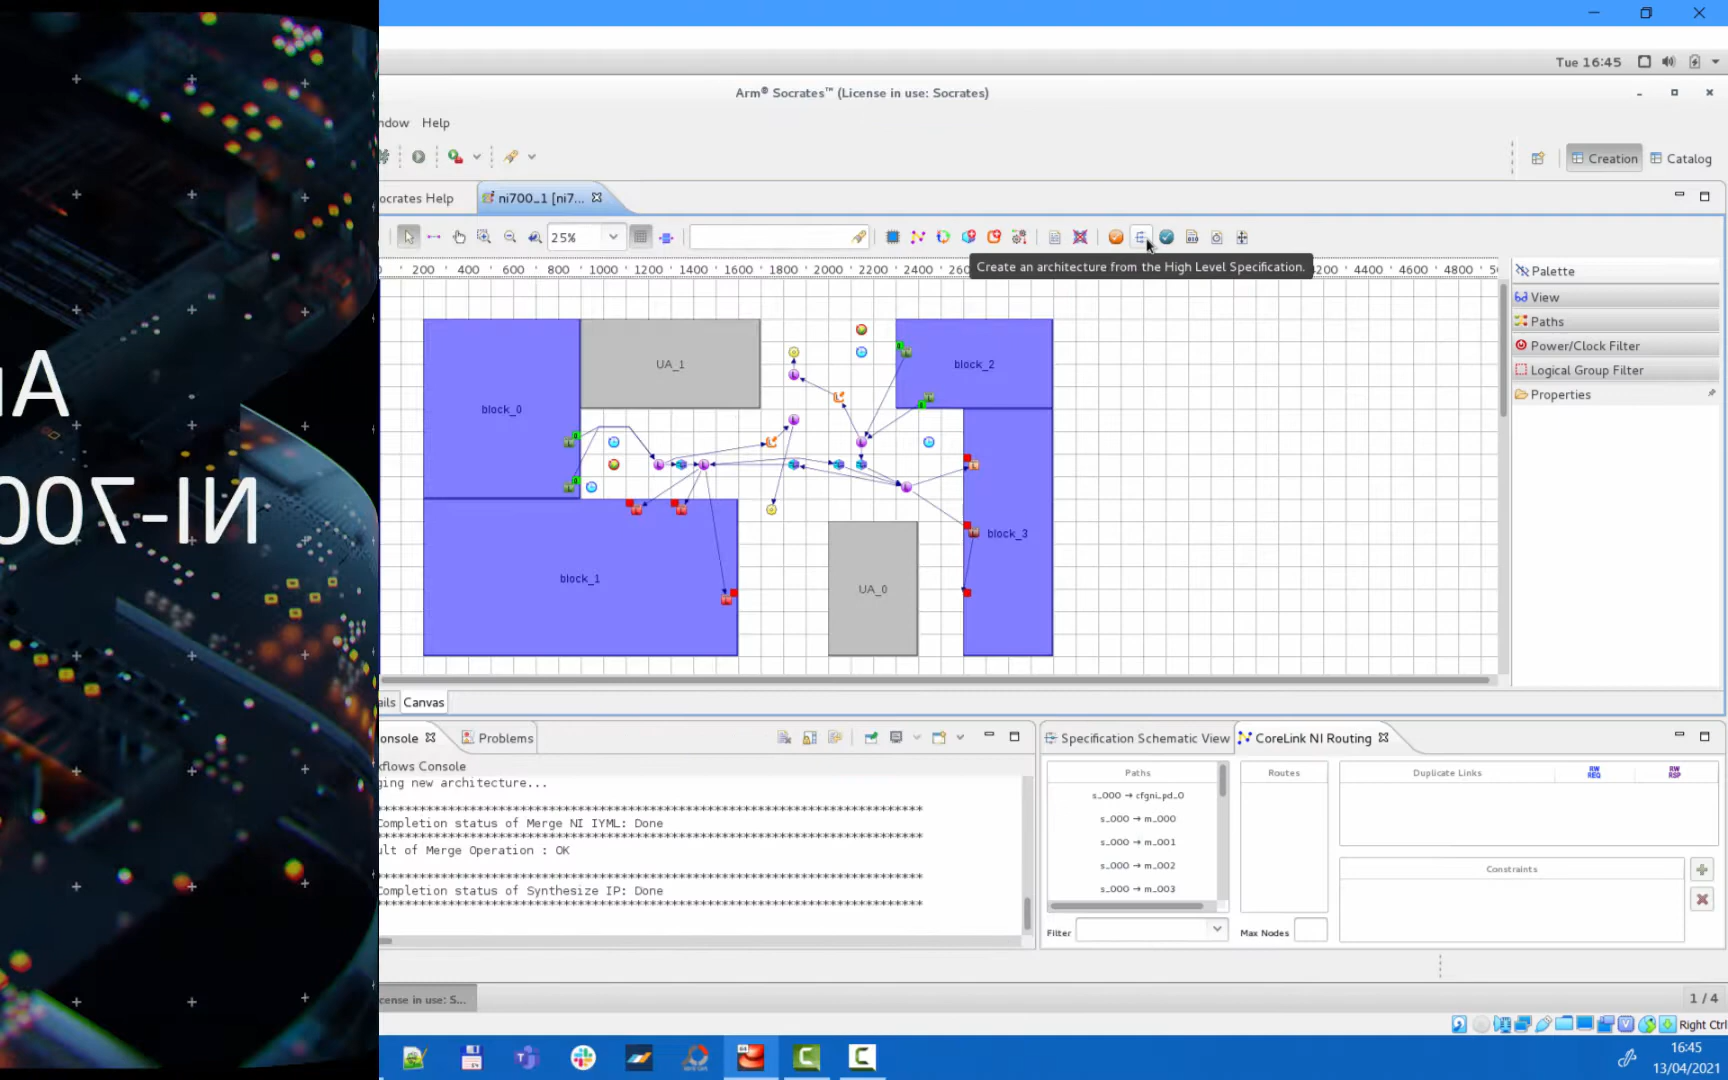 A
NI-700
Tue 16:45
Arm® Socrates™ (License in use: Socrates)
ndow Help
Creation Catalog
ocrates Help ni700_1 [ni7...
25%
200 400 600 800 1000 1200 1400 1600 1800 2000 2200 2400 260 4200 4400 4600 4800 50
Create an architecture from the High Level Specification.
Palette
View
Paths
Power/Clock Filter
Logical Group Filter
Properties
block_0
UA_1
block_2
block_1
UA_0
block_3
ails Canvas
onsole Problems
Specification Schematic View CoreLink NI Routing
kflows Console
ging new architecture...
**********************************************************************
Completion status of Merge NI IYML: Done
**********************************************************************
ult of Merge Operation : OK
**********************************************************************
Completion status of Synthesize IP: Done
**********************************************************************
Paths
s_000 → cfgni_pd_0
s_000 → m_000
s_000 → m_001
s_000 → m_002
s_000 → m_003
Filter
Routes
Max Nodes
Duplicate Links
RW REQ
RW RSP
Constraints
cense in use: S...
1 / 4
Right Ctrl
16:45
13/04/2021